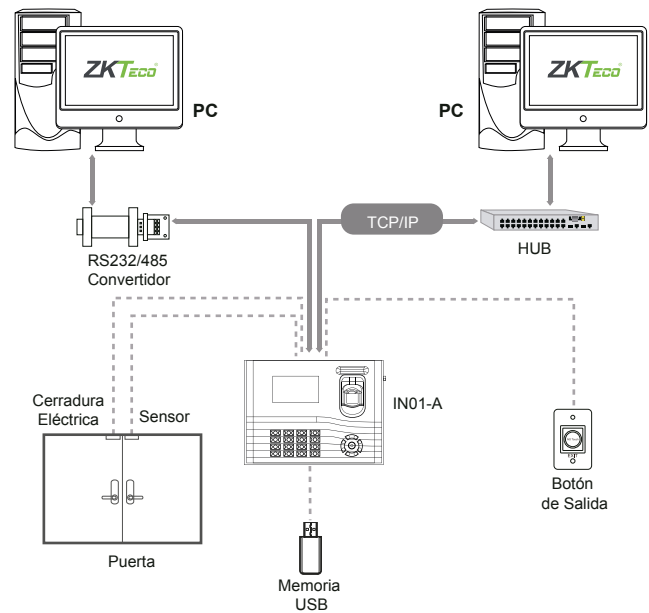 ZKTeco
PC
ZKTeco
PC
TCP/IP
HUB
RS232/485
Convertidor
IN01-A
Cerradura
Eléctrica
Sensor
Puerta
EXIT
Botón
de Salida
Memoria
USB